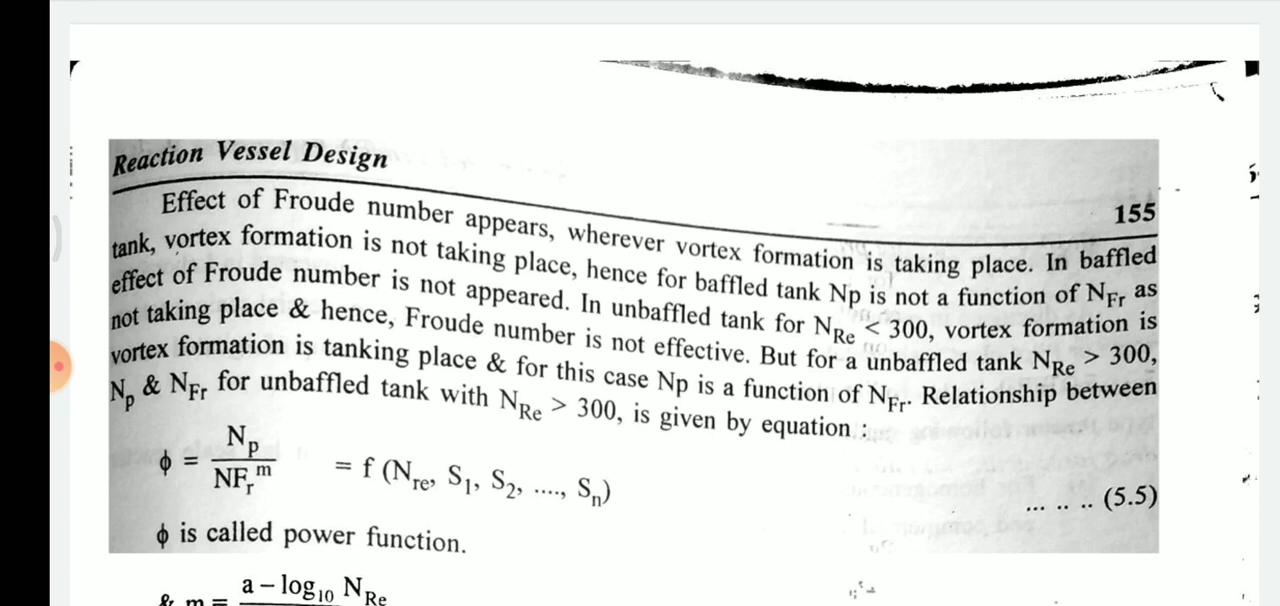 Reaction Vessel Design
155
Effect of Froude number appears, wherever vortex formation is taking place. In baffled
tank, vortex formation is not taking place, hence for baffled tank Np is not a function of NFr as
effect of Froude number is not appeared. In unbaffled tank for NRe < 300, vortex formation is
not taking place & hence, Froude number is not effective. But for a unbaffled tank NRe > 300,
vortex formation is tanking place & for this case Np is a function of NFr. Relationship between
Np & NFr for unbaffled tank with NRe > 300, is given by equation :
ϕ = Np / NFr^m = f (Nre, S1, S2, ...., Sn) ... .. .. (5.5)
ϕ is called power function.
& m = a – log10 NRe